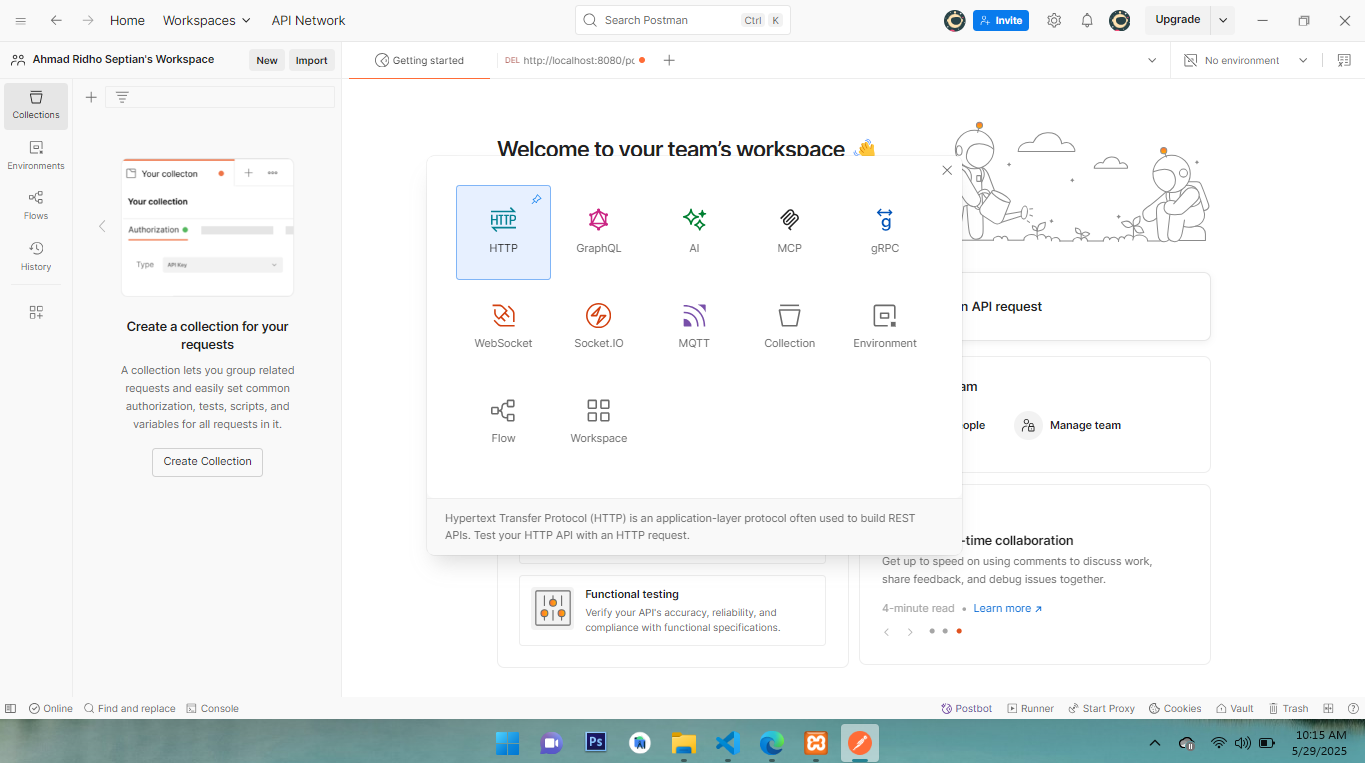 Home
Workspaces
API Network
Search Postman
Ctrl
K
Invite
Upgrade
Ahmad Ridho Septian's Workspace
New
Import
Getting started
DEL http://localhost:8080/pu
No environment
Collections
Environments
Flows
History
Your collecton
Your collection
Authorization
Type
API Key
Create a collection for your
requests
A collection lets you group related
requests and easily set common
authorization, tests, scripts, and
variables for all requests in it.
Create Collection
Welcome to your team's workspace 👋
HTTP
HTTP
GraphQL
AI
MCP
g
gRPC
WebSocket
Socket.IO
MQTT
Collection
Environment
Flow
Workspace
Hypertext Transfer Protocol (HTTP) is an application-layer protocol often used to build REST
APIs. Test your HTTP API with an HTTP request.
n API request
am
ople
Manage team
-time collaboration
Get up to speed on using comments to discuss work,
share feedback, and debug issues together.
4-minute read • Learn more ↗
Functional testing
Verify your API's accuracy, reliability, and
compliance with functional specifications.
Online
Find and replace
Console
Postbot
Runner
Start Proxy
Cookies
Vault
Trash
Ps
10:15 AM
5/29/2025